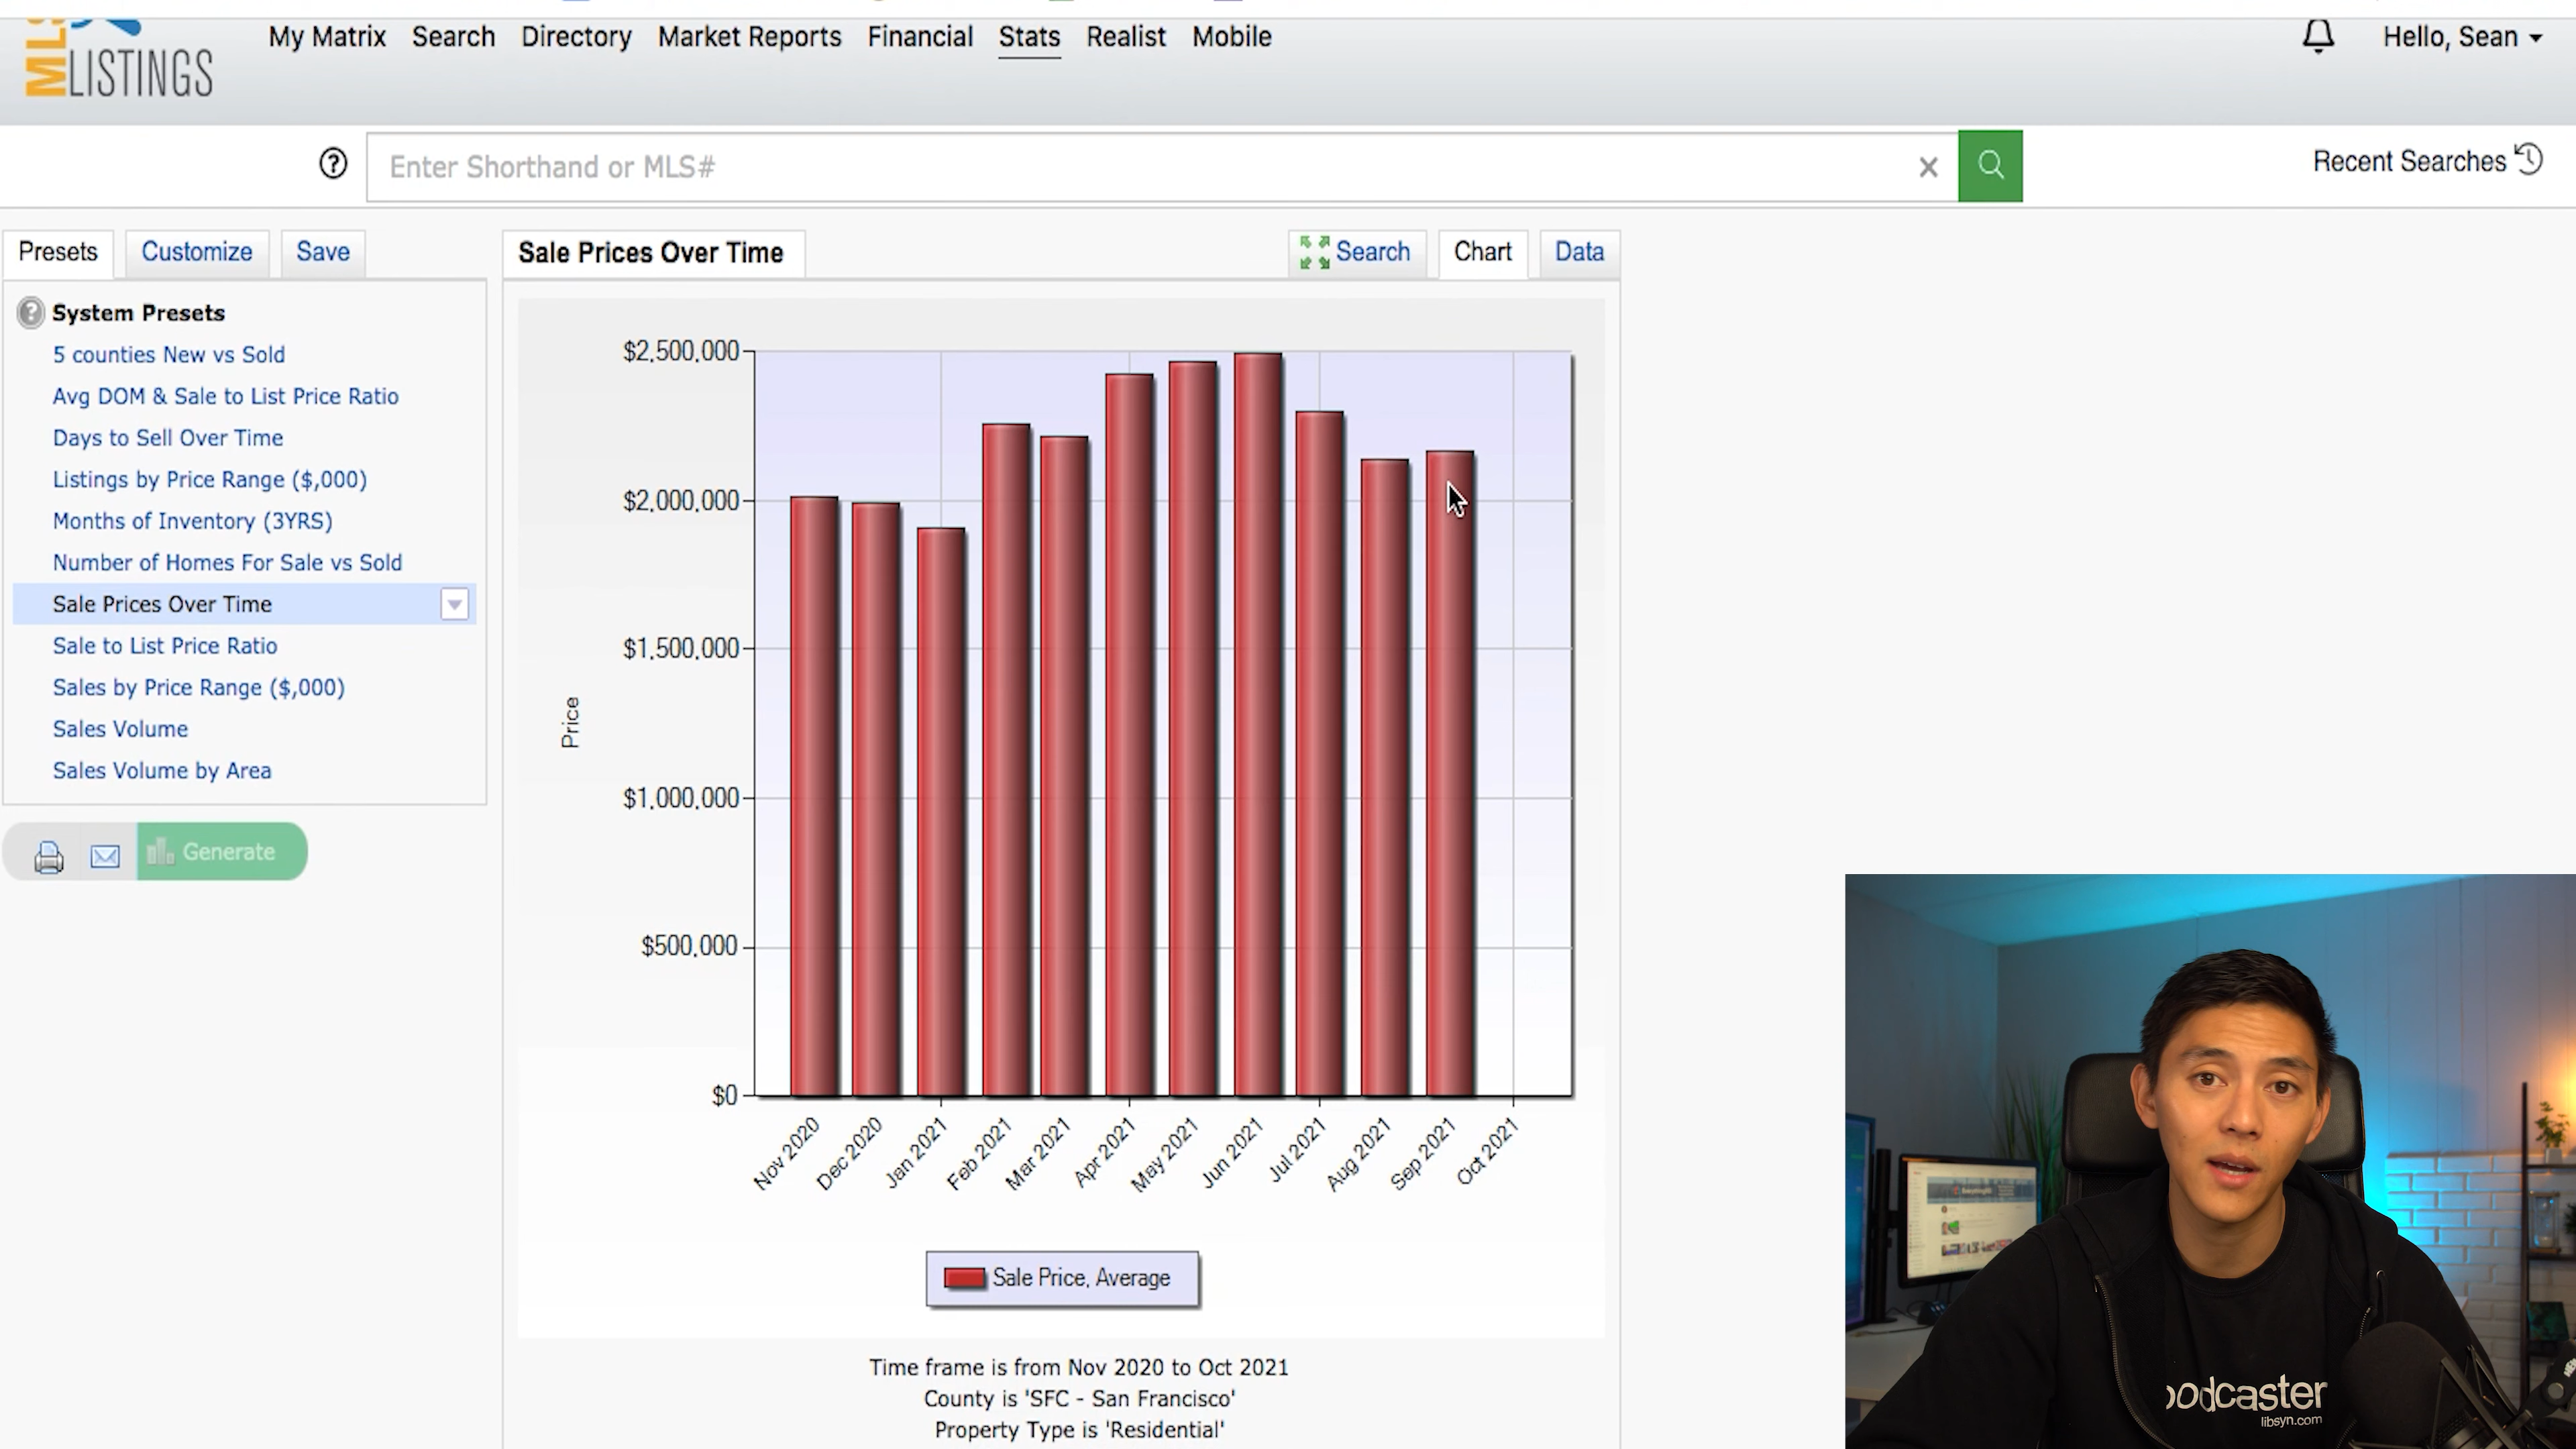 MLS
LISTINGS
My Matrix Search Directory Market Reports Financial Stats Realist Mobile
Hello, Sean
Enter Shorthand or MLS#
Recent Searches
Presets Customize Save
System Presets
5 counties New vs Sold
Avg DOM & Sale to List Price Ratio
Days to Sell Over Time
Listings by Price Range ($,000)
Months of Inventory (3YRS)
Number of Homes For Sale vs Sold
Sale Prices Over Time
Sale to List Price Ratio
Sales by Price Range ($,000)
Sales Volume
Sales Volume by Area
Generate
Sale Prices Over Time
Search Chart Data
$2,500,000
$2,000,000
$1,500,000
$1,000,000
$500,000
$0
Price
Nov 2020
Dec 2020
Jan 2021
Feb 2021
Mar 2021
Apr 2021
May 2021
Jun 2021
Jul 2021
Aug 2021
Sep 2021
Oct 2021
Sale Price, Average
Time frame is from Nov 2020 to Oct 2021
County is 'SFC - San Francisco'
Property Type is 'Residential'
podcaster
libsyn.com